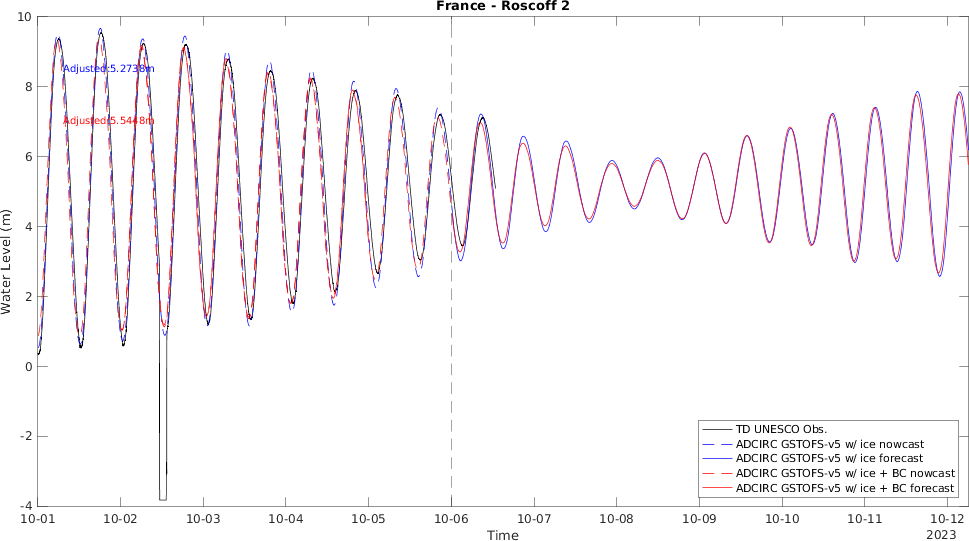 France - Roscoff 2
10
8
6
4
2
0
-2
-4
Water Level (m)
Adjusted:5.2738m
Adjusted:5.5448m
TD UNESCO Obs.
ADCIRC GSTOFS-v5 w/ ice nowcast
ADCIRC GSTOFS-v5 w/ ice forecast
ADCIRC GSTOFS-v5 w/ ice + BC nowcast
ADCIRC GSTOFS-v5 w/ ice + BC forecast
10-01
10-02
10-03
10-04
10-05
10-06
10-07
10-08
10-09
10-10
10-11
10-12
Time
2023